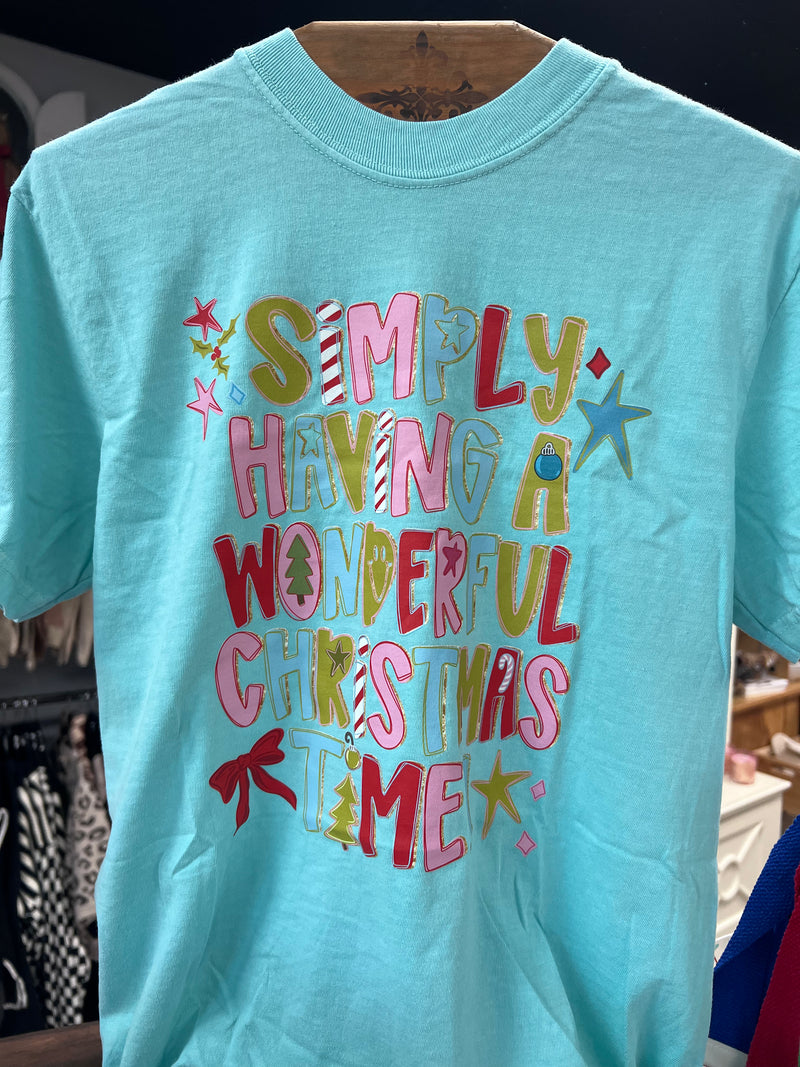 SiMPLY
HAViNG A
WONDERFUL
CHRiSTMAS
TiME!